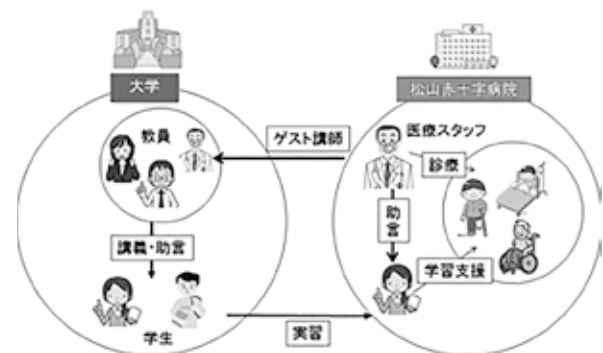 大学
松山赤十字病院
教員
ゲスト講師
医療スタッフ
診療
助言
講義・助言
学習支援
学生
実習